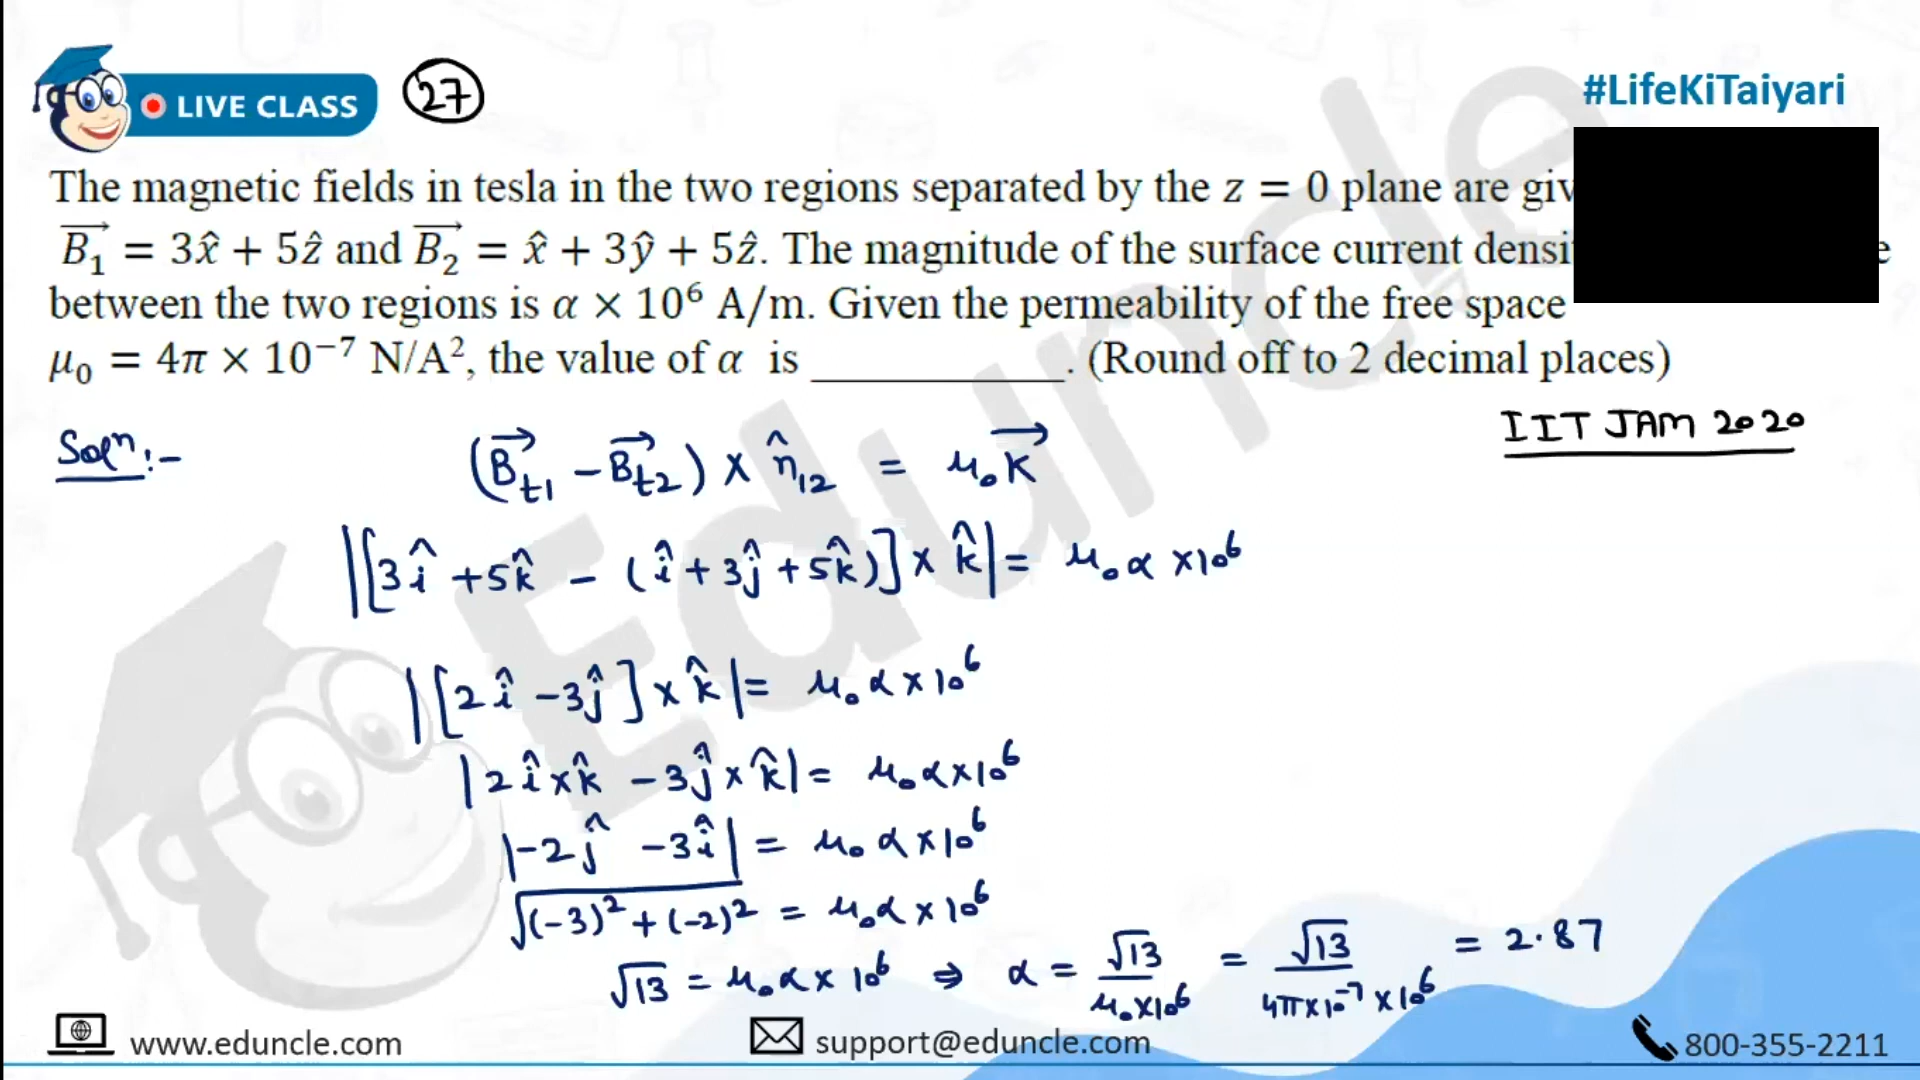 LIVE CLASS
27
#LifeKiTaiyari
The magnetic fields in tesla in the two regions separated by the z = 0 plane are giv
B₁⃗ = 3x̂ + 5ẑ and B₂⃗ = x̂ + 3ŷ + 5ẑ. The magnitude of the surface current densi e
between the two regions is α × 10⁶ A/m. Given the permeability of the free space
μ₀ = 4π × 10⁻⁷ N/A², the value of α is ____________. (Round off to 2 decimal places)
IIT JAM 2020
Solⁿ:- (B⃗t1 − B⃗t2) × n̂12 = μ₀K⃗
|[3î + 5k̂ − (î + 3ĵ + 5k̂)] × k̂| = μ₀α × 10⁶
|[2î − 3ĵ] × k̂| = μ₀α × 10⁶
|2î × k̂ − 3ĵ × k̂| = μ₀α × 10⁶
|−2ĵ − 3î| = μ₀α × 10⁶
√(−3)² + (−2)² = μ₀α × 10⁶
√13 = μ₀α × 10⁶ ⇒ α = √13 / μ₀ × 10⁶ = √13 / 4π × 10⁻⁷ × 10⁶ = 2.87
www.eduncle.com support@eduncle.com 800-355-2211
Eduncle